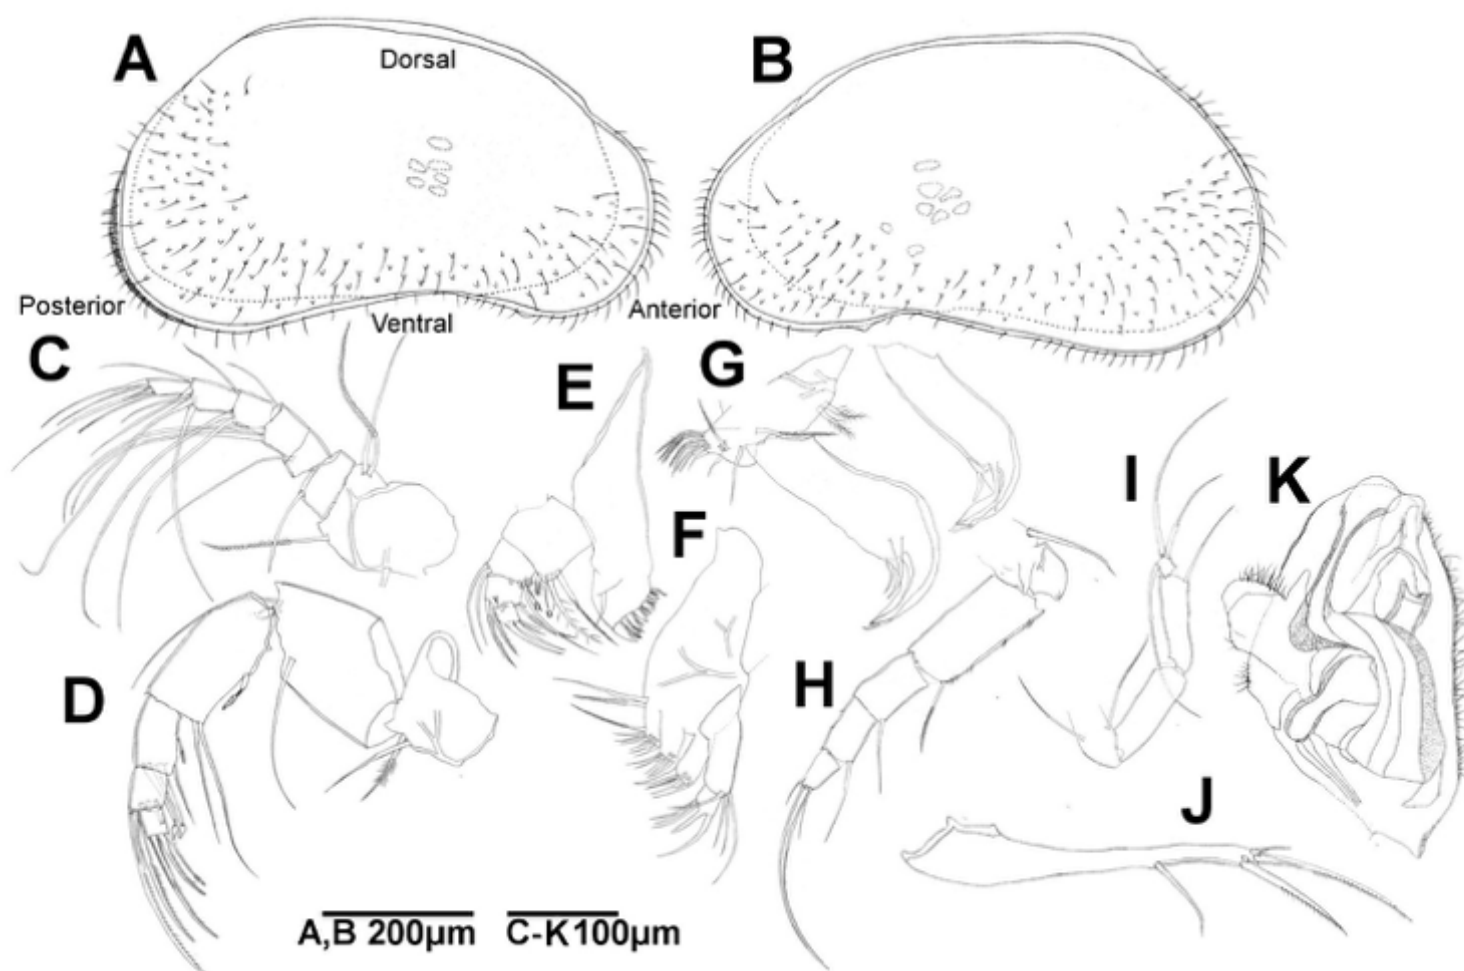 A
Dorsal
B
Posterior
Ventral
Anterior
C
E
G
I
K
F
D
H
J
A,B 200µm
C-K100µm